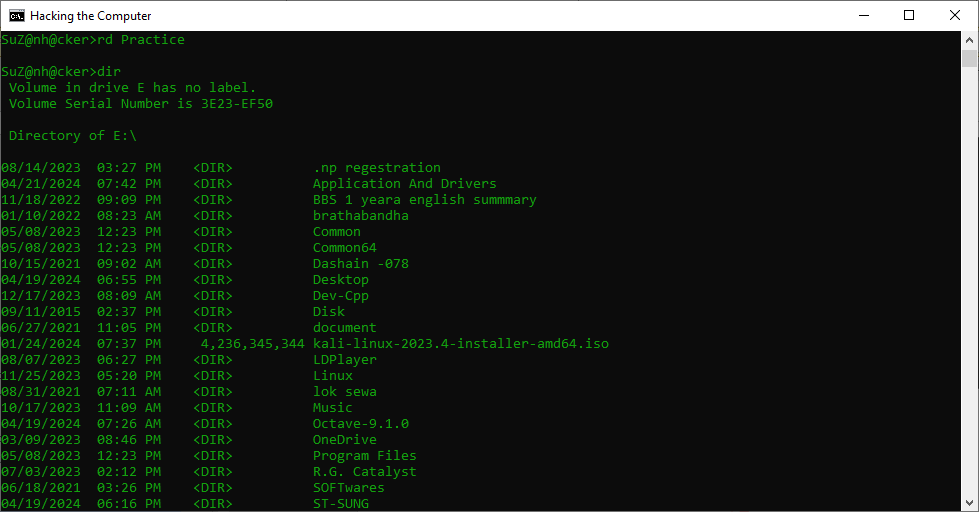 Hacking the Computer
SuZ@nh@cker>rd Practice
SuZ@nh@cker>dir
Volume in drive E has no label.
Volume Serial Number is 3E23-EF50
Directory of E:\
08/14/2023 03:27 PM <DIR> .np regestration
04/21/2024 07:42 PM <DIR> Application And Drivers
11/18/2022 09:09 PM <DIR> BBS 1 yeara english summmary
01/10/2022 08:23 AM <DIR> brathabandha
05/08/2023 12:23 PM <DIR> Common
05/08/2023 12:23 PM <DIR> Common64
10/15/2021 09:02 AM <DIR> Dashain -078
04/19/2024 06:55 PM <DIR> Desktop
12/17/2023 08:09 AM <DIR> Dev-Cpp
09/11/2015 02:37 PM <DIR> Disk
06/27/2021 11:05 PM <DIR> document
01/24/2024 07:37 PM 4,236,345,344 kali-linux-2023.4-installer-amd64.iso
08/07/2023 06:27 PM <DIR> LDPlayer
11/25/2023 05:20 PM <DIR> Linux
08/31/2021 07:11 AM <DIR> lok sewa
10/17/2023 11:09 AM <DIR> Music
04/19/2024 07:26 AM <DIR> Octave-9.1.0
03/09/2023 08:46 PM <DIR> OneDrive
05/08/2023 12:23 PM <DIR> Program Files
07/03/2023 02:12 PM <DIR> R.G. Catalyst
06/18/2021 03:26 PM <DIR> SOFTwares
04/19/2024 06:16 PM <DIR> ST-SUNG